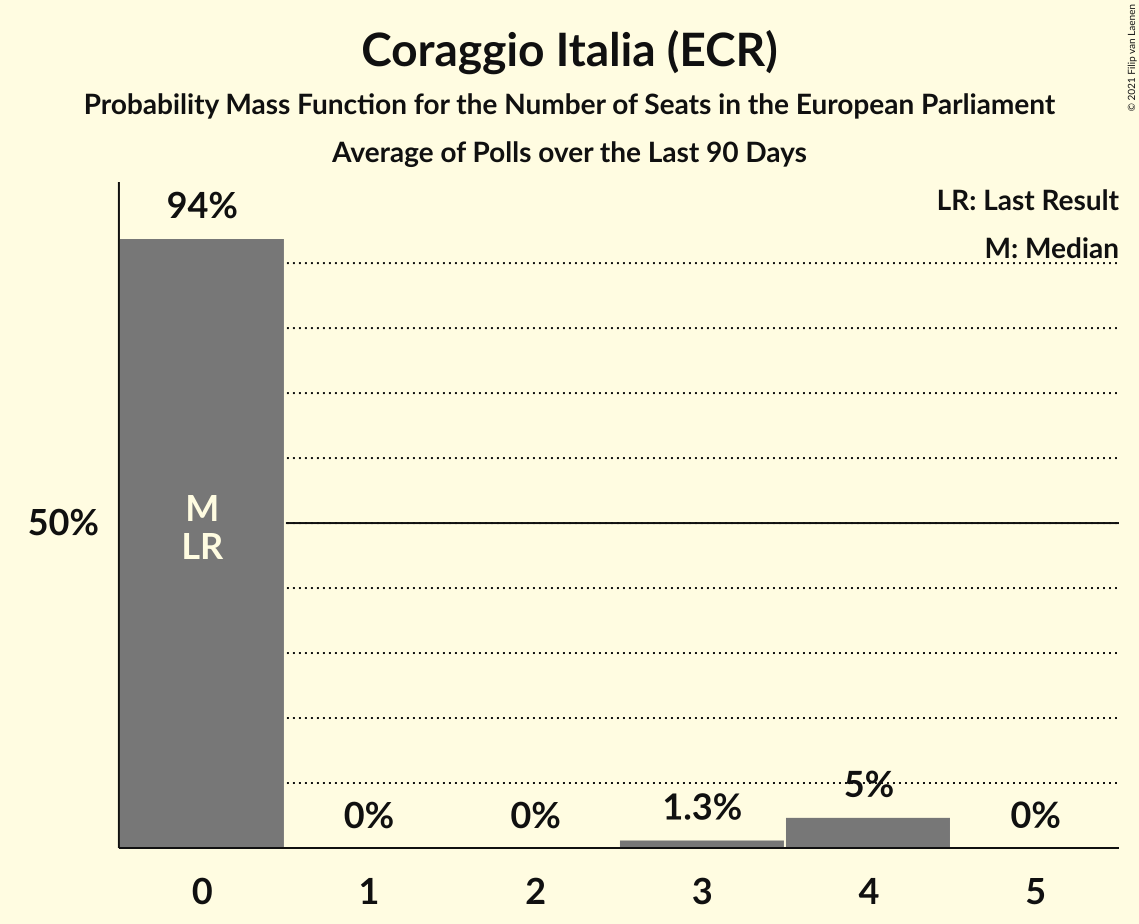 Coraggio Italia (ECR)
Probability Mass Function for the Number of Seats in the European Parliament
Average of Polls over the Last 90 Days
© 2021 Filip van Laenen
LR: Last Result
M: Median
94%
50%
M
LR
0%
0%
1.3%
5%
0%
0
1
2
3
4
5